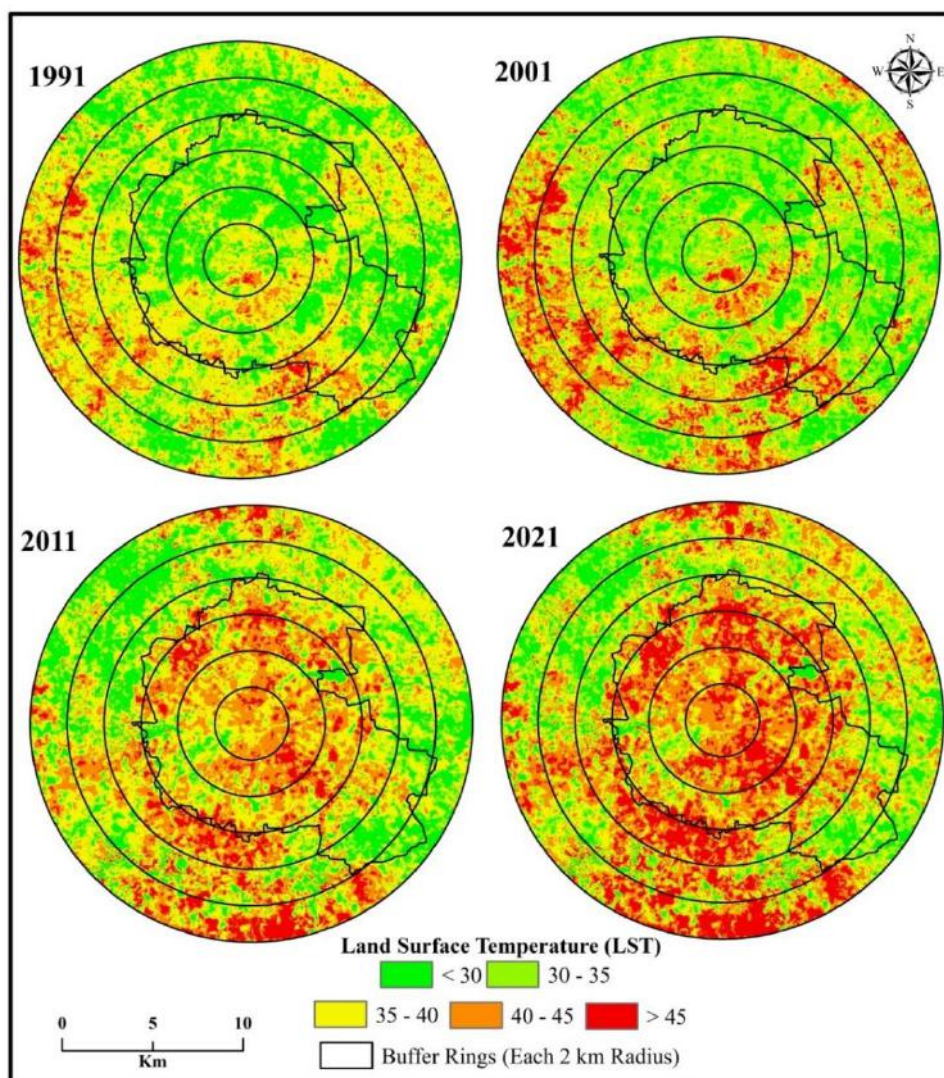 1991
2001
N
W E
S
2011
2021
Land Surface Temperature (LST)
< 30 30 - 35
35 - 40 40 - 45 > 45
0 5 10
Km
Buffer Rings (Each 2 km Radius)